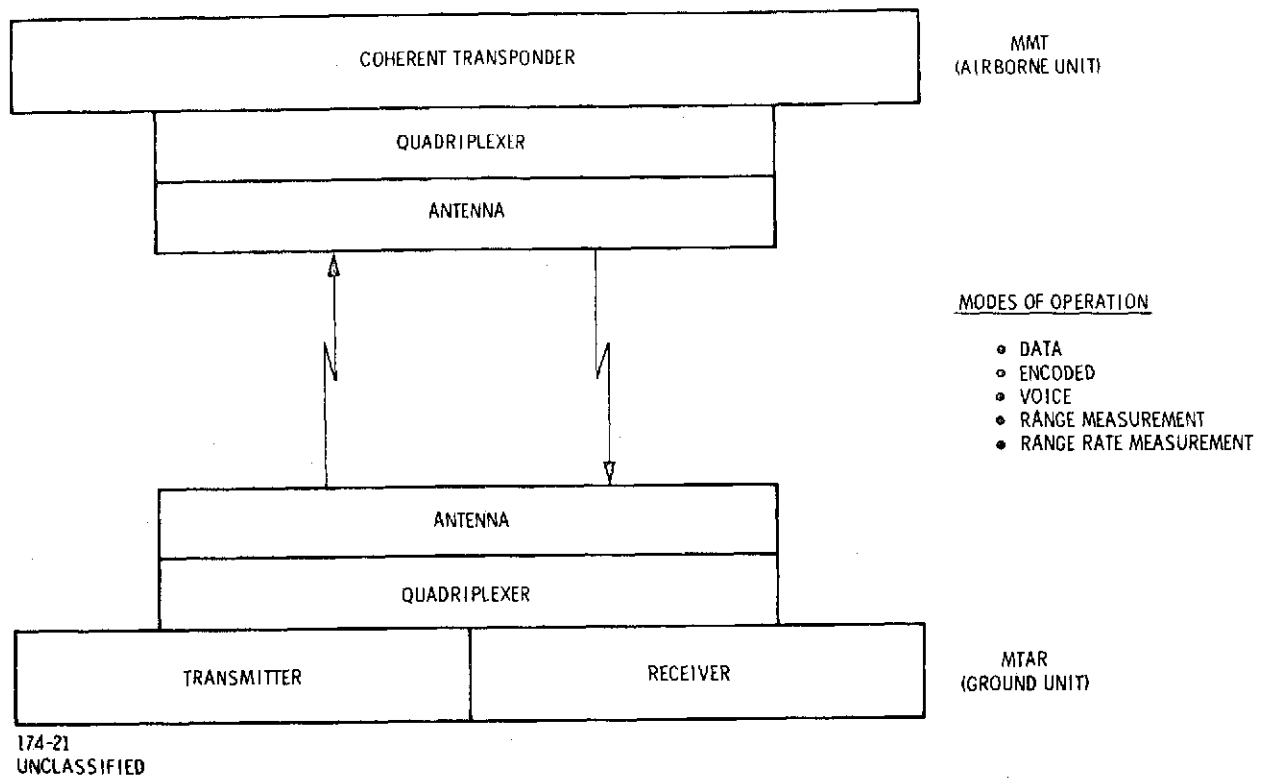 COHERENT TRANSPONDER
MMT
(AIRBORNE UNIT)
QUADRIPLEXER
ANTENNA
MODES OF OPERATION
DATA
ENCODED
VOICE
RANGE MEASUREMENT
RANGE RATE MEASUREMENT
ANTENNA
QUADRIPLEXER
TRANSMITTER
RECEIVER
MTAR
(GROUND UNIT)
174-21
UNCLASSIFIED